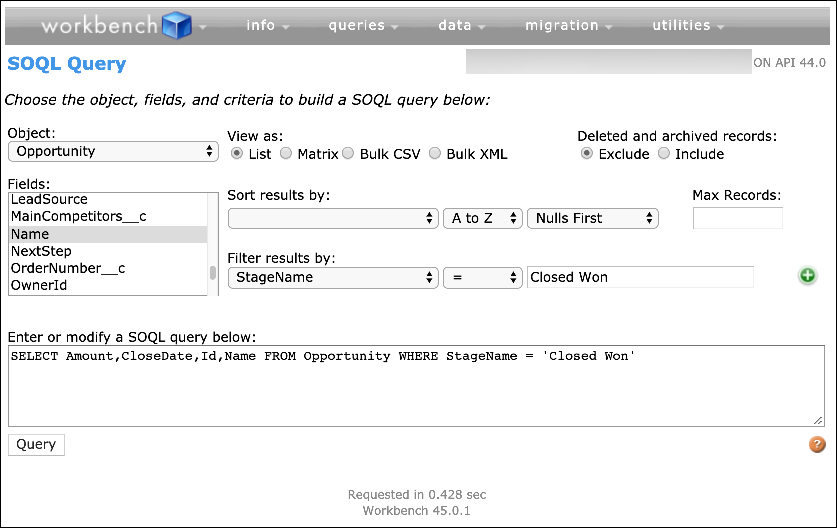 workbench info queries data migration utilities
SOQL Query
ON API 44.0
Choose the object, fields, and criteria to build a SOQL query below:
Object: View as: Deleted and archived records:
Opportunity List Matrix Bulk CSV Bulk XML Exclude Include
Fields: Sort results by: Max Records:
LeadSource
MainCompetitors__c
A to Z Nulls First
Name
NextStep
Filter results by:
OrderNumber__c
StageName = Closed Won
OwnerId
Enter or modify a SOQL query below:
SELECT Amount,CloseDate,Id,Name FROM Opportunity WHERE StageName = 'Closed Won'
Query
?
Requested in 0.428 sec
Workbench 45.0.1